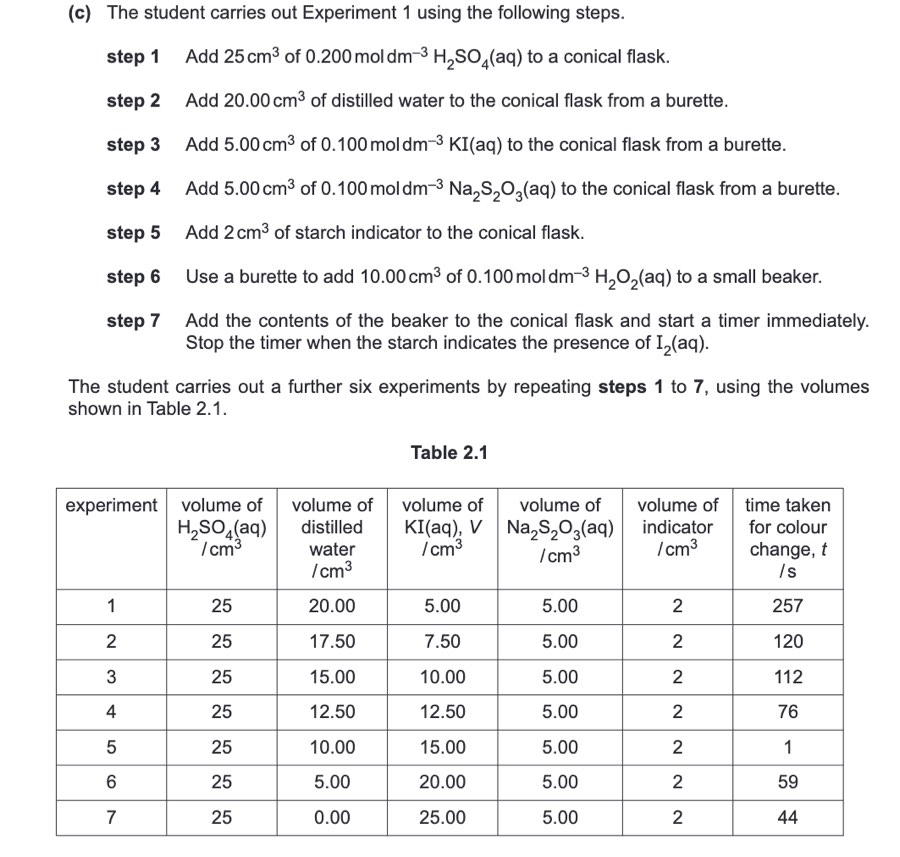 (c) The student carries out Experiment 1 using the following steps.
step 1 Add 25 cm³ of 0.200 mol dm⁻³ H₂SO₄(aq) to a conical flask.
step 2 Add 20.00 cm³ of distilled water to the conical flask from a burette.
step 3 Add 5.00 cm³ of 0.100 mol dm⁻³ KI(aq) to the conical flask from a burette.
step 4 Add 5.00 cm³ of 0.100 mol dm⁻³ Na₂S₂O₃(aq) to the conical flask from a burette.
step 5 Add 2 cm³ of starch indicator to the conical flask.
step 6 Use a burette to add 10.00 cm³ of 0.100 mol dm⁻³ H₂O₂(aq) to a small beaker.
step 7 Add the contents of the beaker to the conical flask and start a timer immediately.
Stop the timer when the starch indicates the presence of I₂(aq).
The student carries out a further six experiments by repeating steps 1 to 7, using the volumes
shown in Table 2.1.
Table 2.1
experiment volume of volume of volume of volume of volume of time taken
H₂SO₄(aq) distilled KI(aq), V Na₂S₂O₃(aq) indicator for colour
/cm³ water /cm³ /cm³ /cm³ change, t
/cm³ /s
1 25 20.00 5.00 5.00 2 257
2 25 17.50 7.50 5.00 2 120
3 25 15.00 10.00 5.00 2 112
4 25 12.50 12.50 5.00 2 76
5 25 10.00 15.00 5.00 2 1
6 25 5.00 20.00 5.00 2 59
7 25 0.00 25.00 5.00 2 44